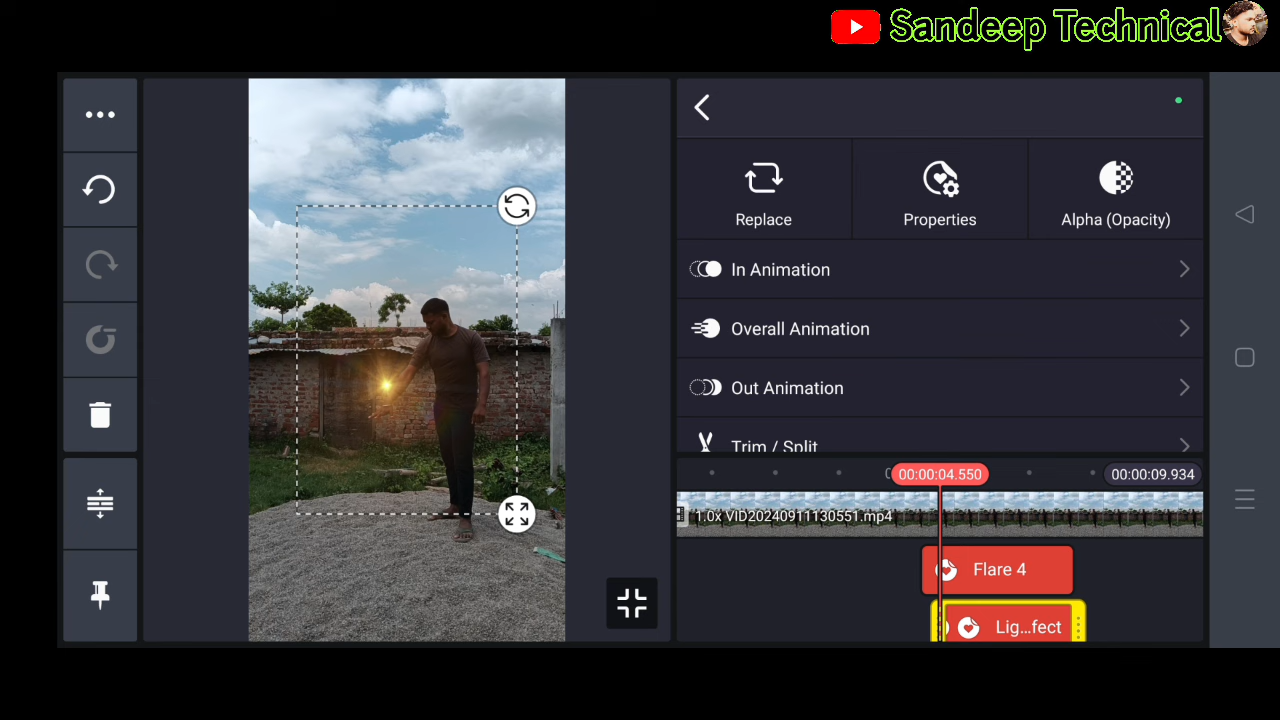 Sandeep Technical
Replace
Properties
Alpha (Opacity)
In Animation
Overall Animation
Out Animation
Trim / Split
00:00:04.550
00:00:09.934
1.0x VID20240911130551.mp4
Flare 4
Lig...fect